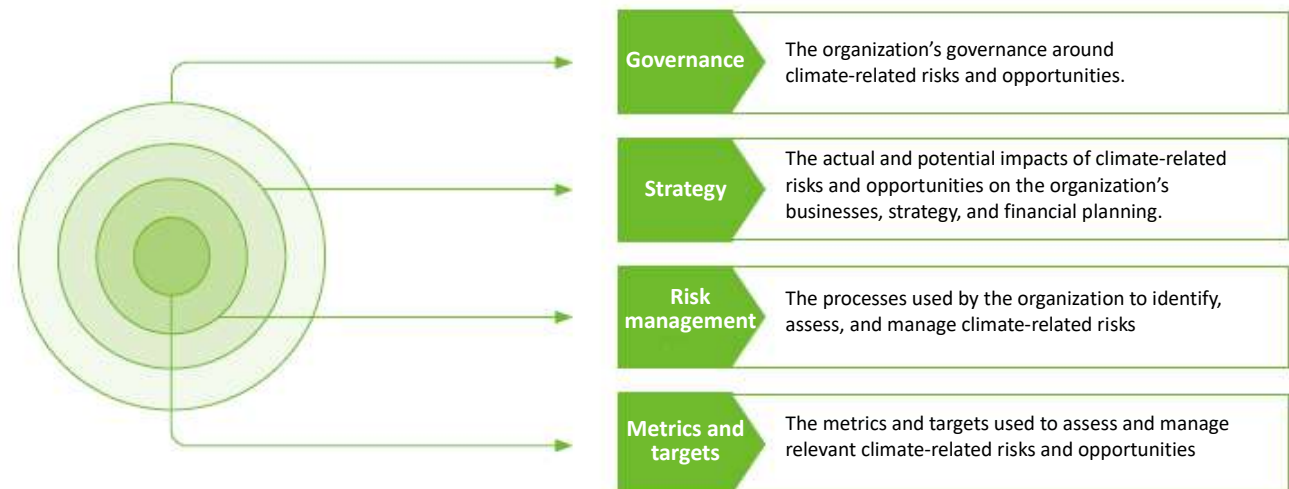 Governance
The organization’s governance around
climate-related risks and opportunities.
Strategy
The actual and potential impacts of climate-related
risks and opportunities on the organization’s
businesses, strategy, and financial planning.
Risk
management
The processes used by the organization to identify,
assess, and manage climate-related risks
Metrics and
targets
The metrics and targets used to assess and manage
relevant climate-related risks and opportunities